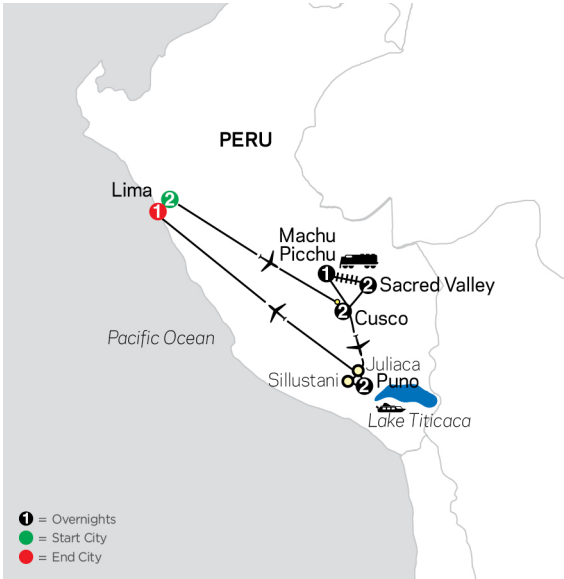 PERU
Lima
2
1
Machu
Picchu
1
2
Sacred Valley
2
Cusco
Pacific Ocean
Juliaca
Sillustani
2
Puno
Lake Titicaca
1 = Overnights
= Start City
= End City